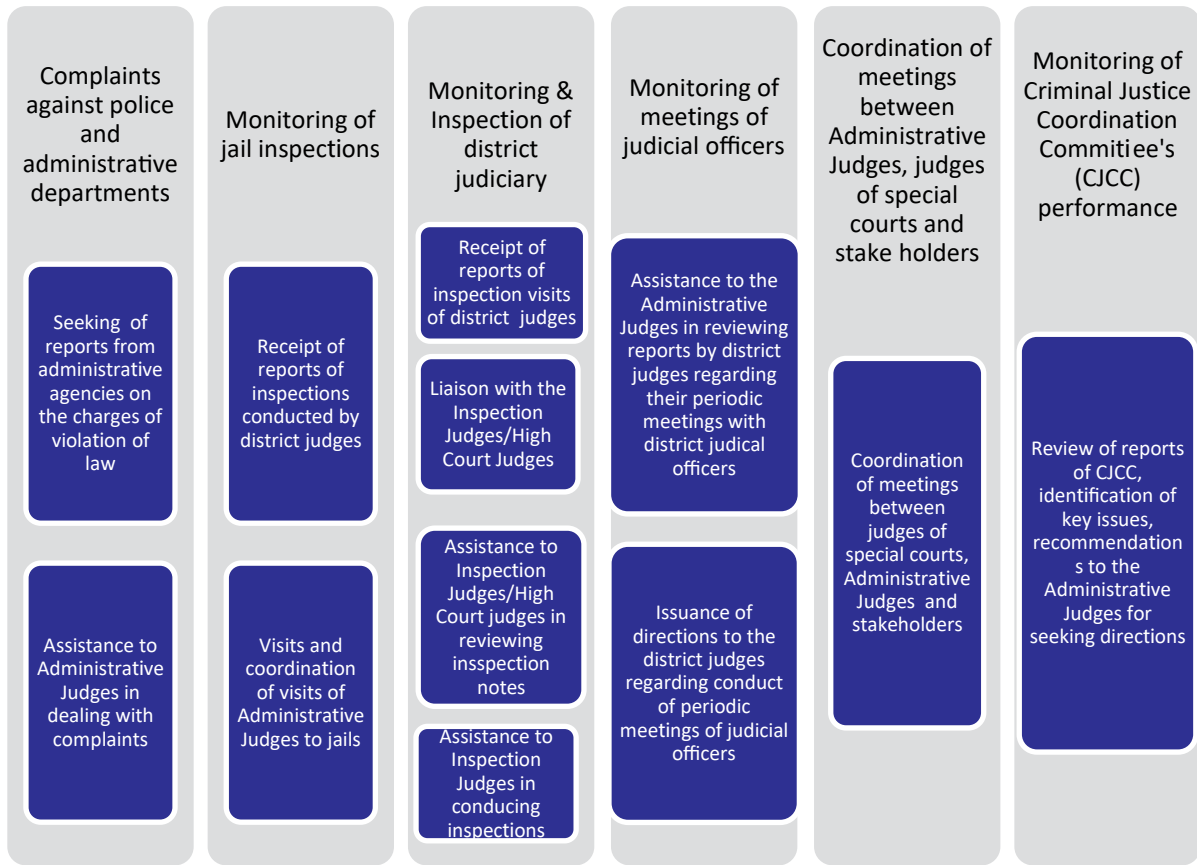 Complaints
against police
and
administrative
departments
Seeking of
reports from
administrative
agencies on
the charges of
violation of
law
Assistance to
Administrative
Judges in
dealing with
complaints
Monitoring of
jail inspections
Receipt of
reports of
inspections
conducted by
district judges
Visits and
coordination
of visits of
Administrative
Judges to jails
Monitoring &
Inspection of
district
judiciary
Receipt of
reports of
inspection visits
of district judges
Liaison with the
Inspection
Judges/High
Court Judges
Assistance to
Inspection
Judges/High
Court judges in
reviewing
insspection
notes
Assistance to
Inspection
Judges in
conducing
inspections
Monitoring of
meetings of
judicial officers
Assistance to the
Administrative
Judges in reviewing
reports by district
judges regarding
their periodic
meetings with
district judical
officers
Issuance of
directions to the
district judges
regarding conduct
of periodic
meetings of judicial
officers
Coordination of
meetings
between
Administrative
Judges, judges
of special
courts and
stake holders
Coordination
of meetings
between
judges of
special courts,
Administrative
Judges and
stakeholders
Monitoring of
Criminal Justice
Coordination
Commitiee's
(CJCC)
performance
Review of reports
of CJCC,
identification of
key issues,
recommendation
s to the
Administrative
Judges for
seeking directions